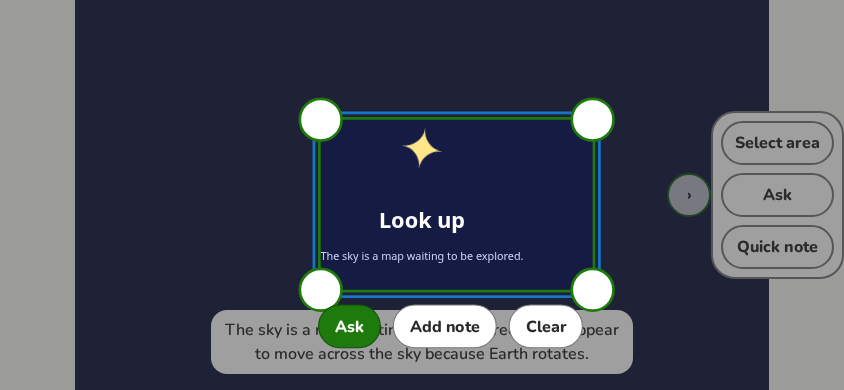 Look up
The sky is a map waiting to be explored.
Select area
Ask
›
Quick note
Ask
Add note
Clear
The sky is a
to move across the sky because Earth rotates.